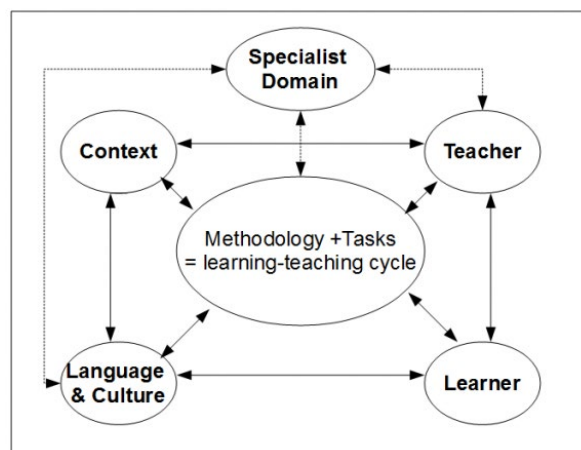 Specialist
Domain
Context
Teacher
Methodology +Tasks
= learning-teaching cycle
Language
& Culture
Learner